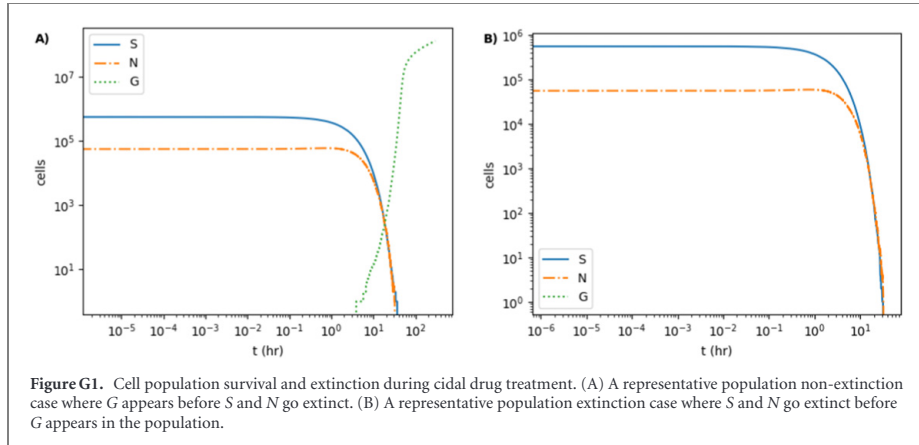 A)
S
N
G
10^7
10^5
10^3
10^1
cells
10^-5
10^-4
10^-3
10^-2
10^-1
10^0
10^1
10^2
t (hr)
B)
10^6
10^5
10^4
10^3
10^2
10^1
10^0
cells
S
N
G
10^-6
10^-5
10^-4
10^-3
10^-2
10^-1
10^0
10^1
t (hr)
Figure G1. Cell population survival and extinction during cidal drug treatment. (A) A representative population non-extinction
case where G appears before S and N go extinct. (B) A representative population extinction case where S and N go extinct before
G appears in the population.